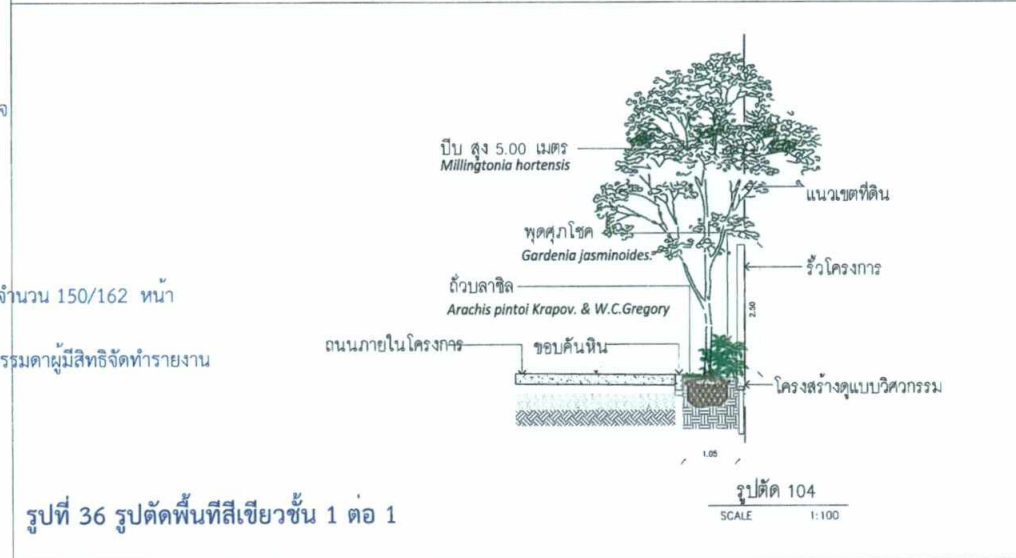 จ
ปีบ สูง 5.00 เมตร
Millingtonia hortensis
แนวเขตที่ดิน
พุดศุภโชค
Gardenia jasminoides.
รั้วโครงการ
ถั่วบลาซิล
Arachis pintoi Krapov. & W.C.Gregory
จำนวน 150/162 หน้า
2.50
ถนนภายในโครงการ
ขอบคันหิน
รรมดาผู้มีสิทธิจัดทำรายงาน
โครงสร้างดูแบบวิศวกรรม
1.05
รูปตัด 104
SCALE 1:100
รูปที่ 36 รูปตัดพื้นที่สีเขียวชั้น 1 ต่อ 1